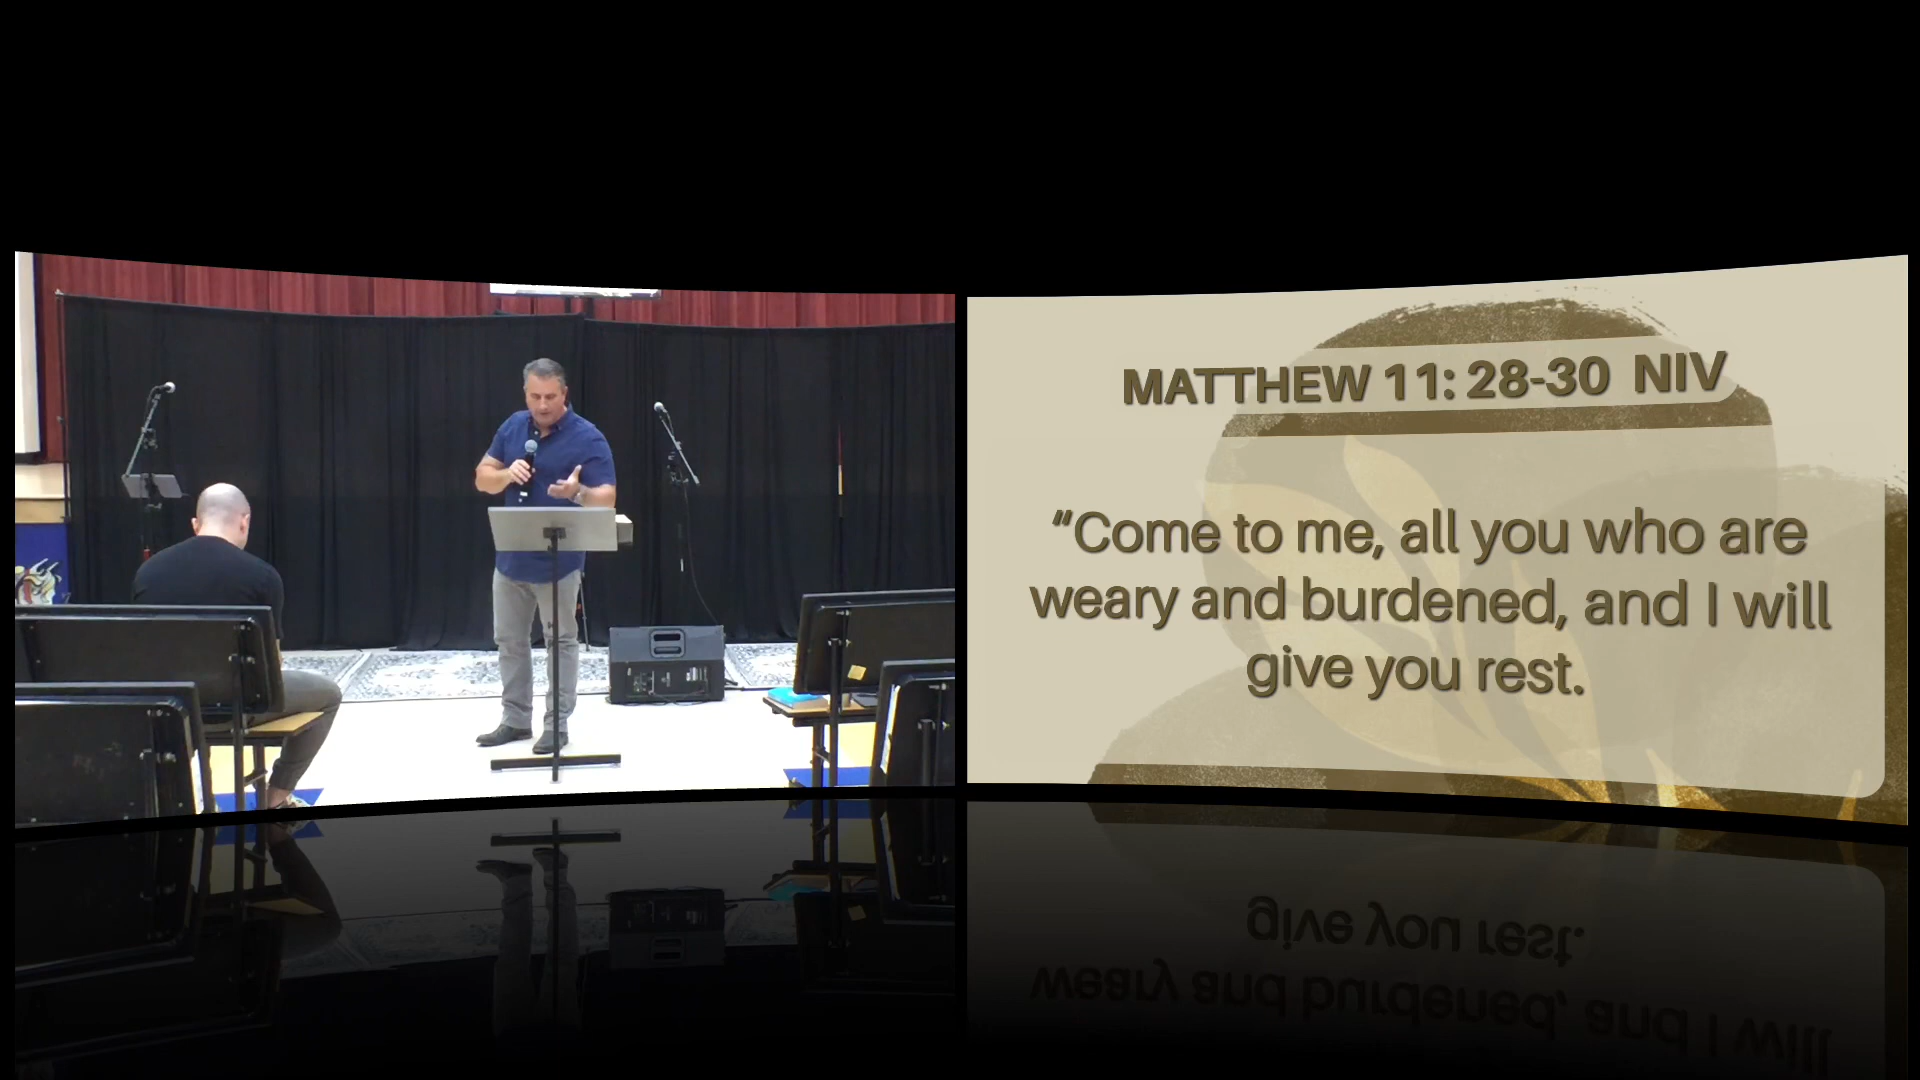 MATTHEW 11: 28-30 NIV
“Come to me, all you who are
weary and burdened, and I will
give you rest.